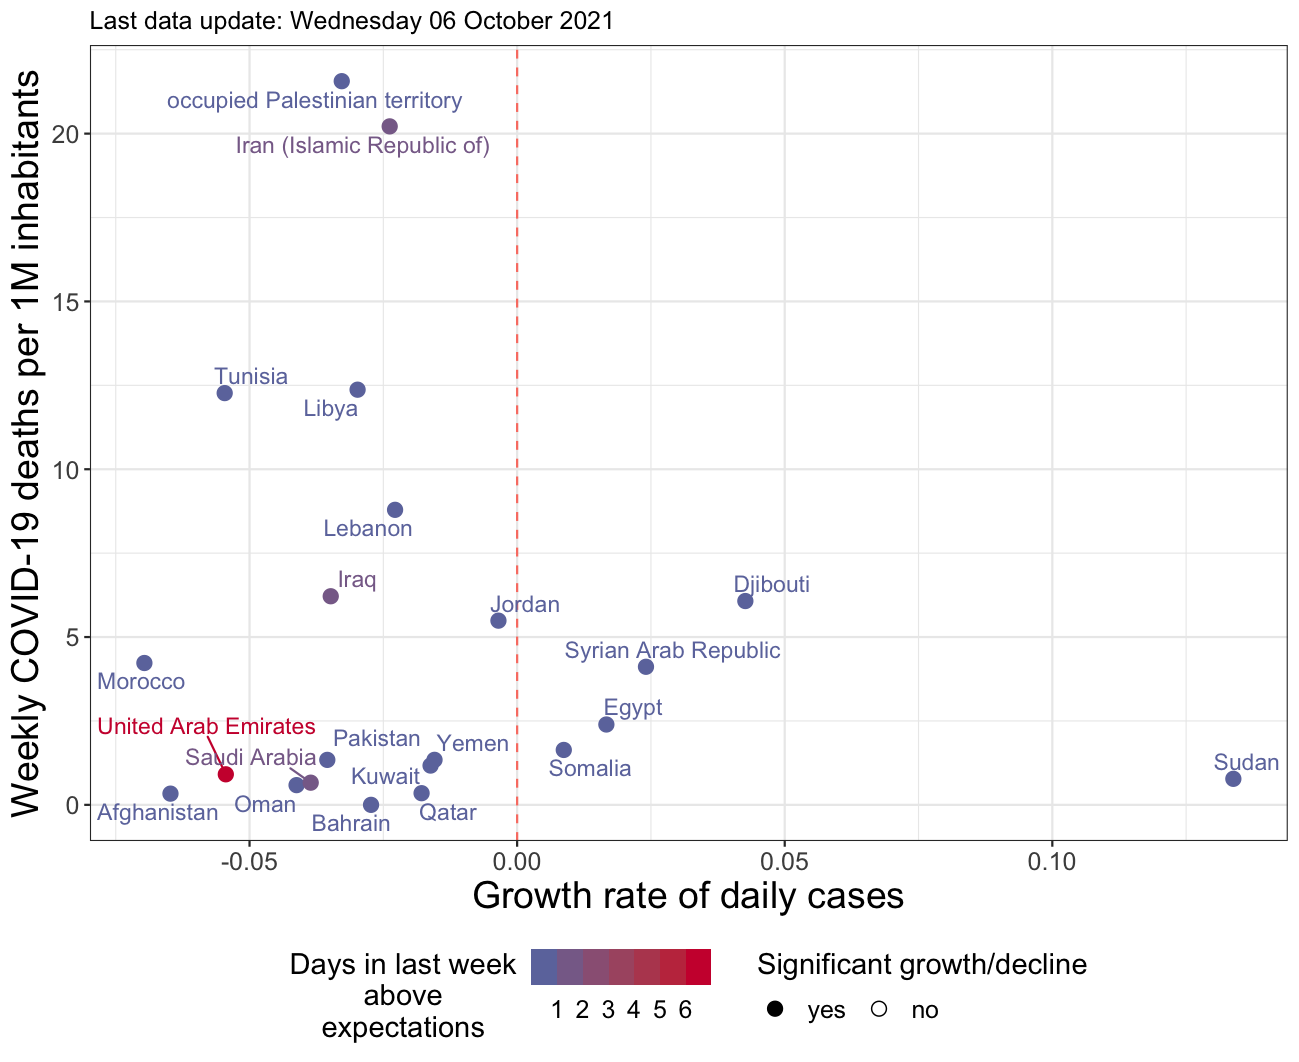 Last data update: Wednesday 06 October 2021
Weekly COVID-19 deaths per 1M inhabitants
20
15
10
5
0
occupied Palestinian territory
Iran (Islamic Republic of)
Tunisia
Libya
Lebanon
Iraq
Jordan
Djibouti
Syrian Arab Republic
Morocco
Egypt
United Arab Emirates
Pakistan
Yemen
Saudi Arabia
Kuwait
Somalia
Sudan
Afghanistan
Oman
Bahrain
Qatar
-0.05
0.00
0.05
0.10
Growth rate of daily cases
Days in last week
above
expectations
1 2 3 4 5 6
Significant growth/decline
yes
no